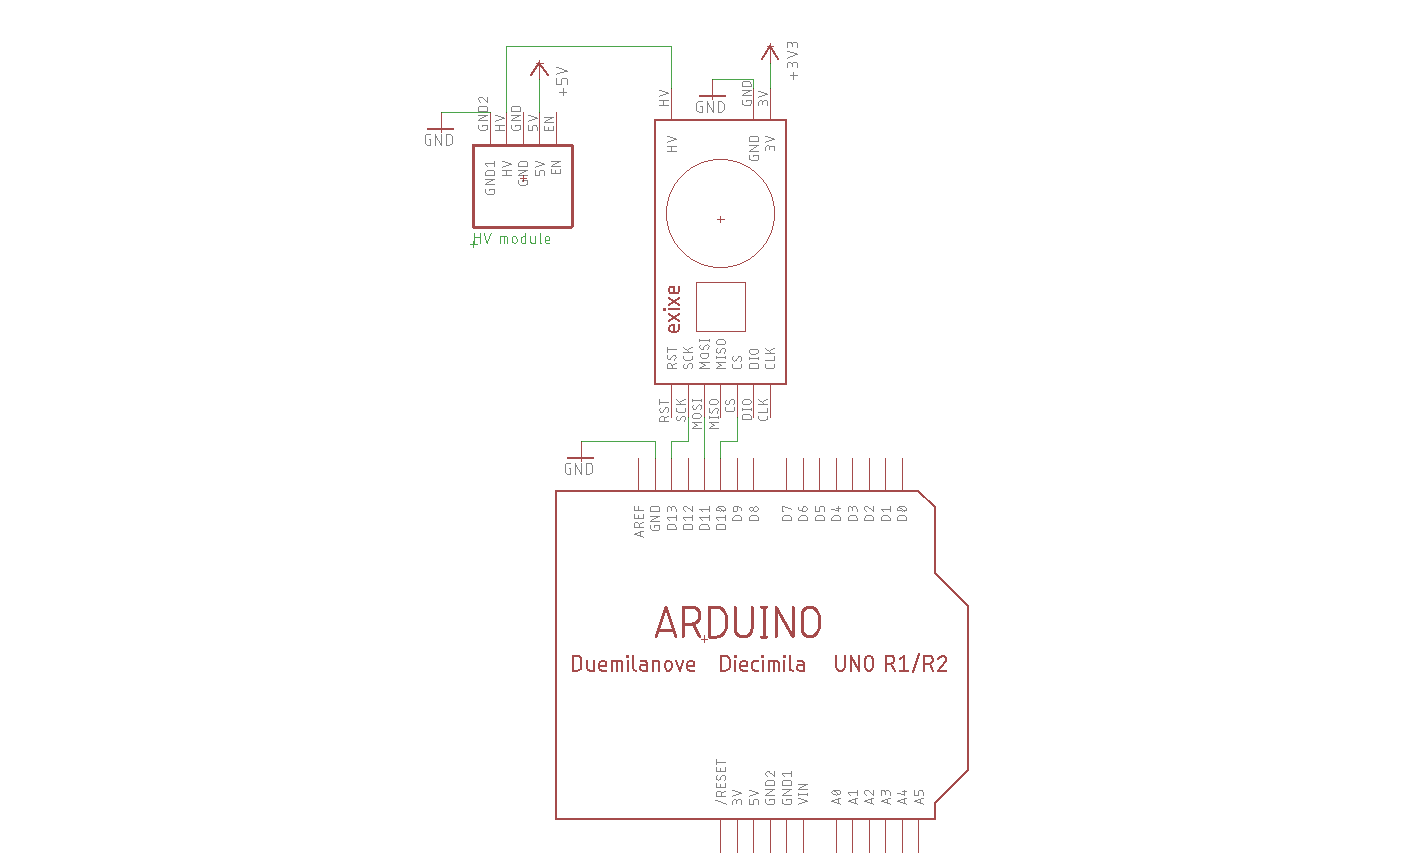 +5V
+3V3
GND2
HV
GND
5V
EN
HV
GND
3V
GND
GND
GND1
HV
GND
5V
EN
HV
GND
3V
HV module
exixe
RST
SCK
MOSI
MISO
CS
DIO
CLK
RST
SCK
MOSI
MISO
CS
DIO
CLK
GND
AREF
GND
D13
D12
D11
D10
D9
D8
D7
D6
D5
D4
D3
D2
D1
D0
ARDUINO
Duemilanove Diecimila UNO R1/R2
/RESET
3V
5V
GND2
GND1
VIN
A0
A1
A2
A3
A4
A5